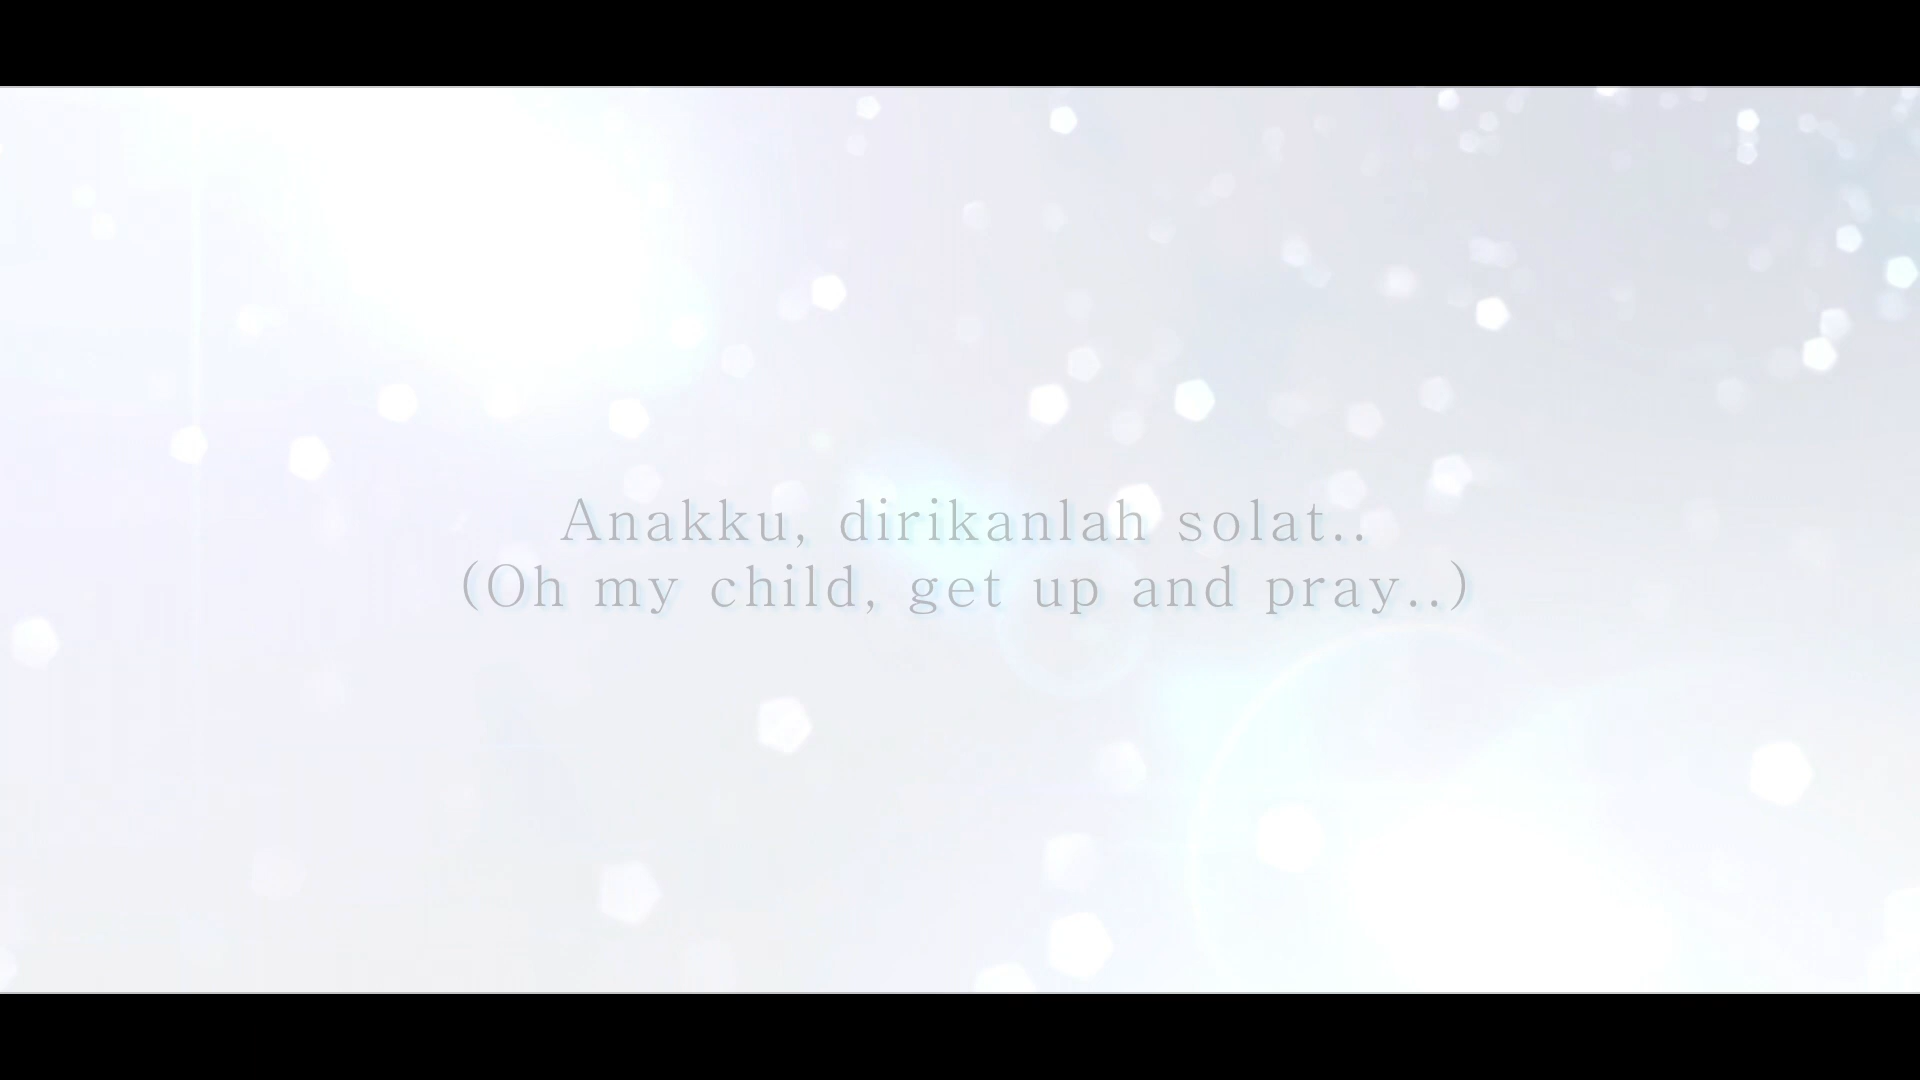 Anakku, dirikanlah solat..
(Oh my child, get up and pray..)